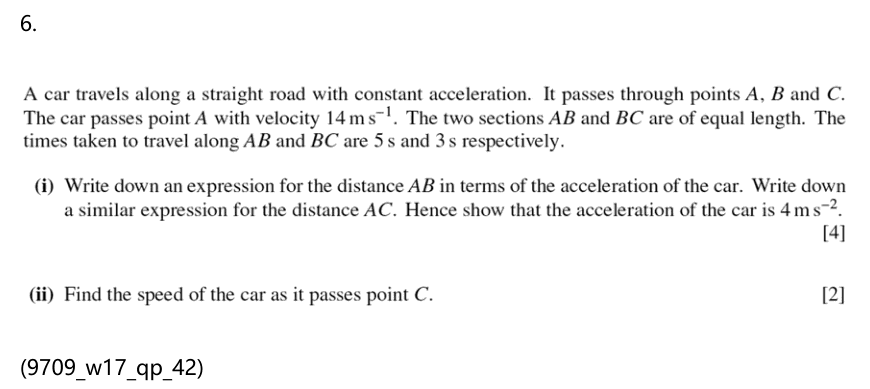 6.
A car travels along a straight road with constant acceleration. It passes through points A, B and C.
The car passes point A with velocity 14 m s⁻¹. The two sections AB and BC are of equal length. The
times taken to travel along AB and BC are 5 s and 3 s respectively.
(i) Write down an expression for the distance AB in terms of the acceleration of the car. Write down
a similar expression for the distance AC. Hence show that the acceleration of the car is 4 m s⁻².
[4]
(ii) Find the speed of the car as it passes point C. [2]
(9709_w17_qp_42)